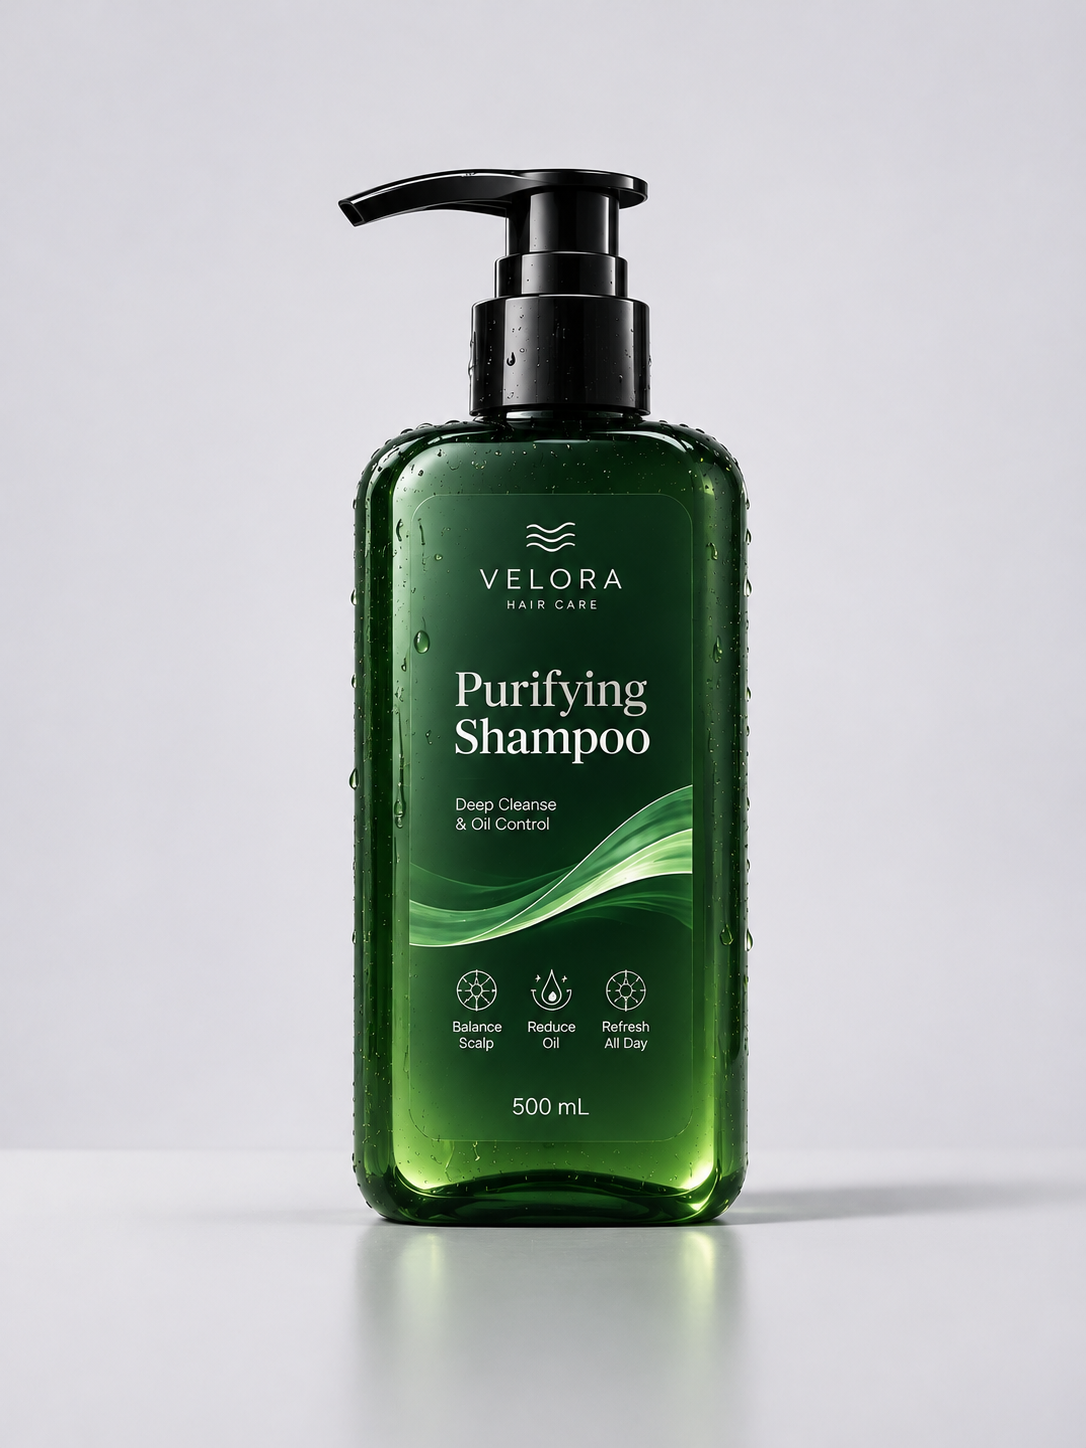 VELORA
HAIR CARE
Purifying
Shampoo
Deep Cleanse
& Oil Control
Balance
Scalp
Reduce
Oil
Refresh
All Day
500 mL